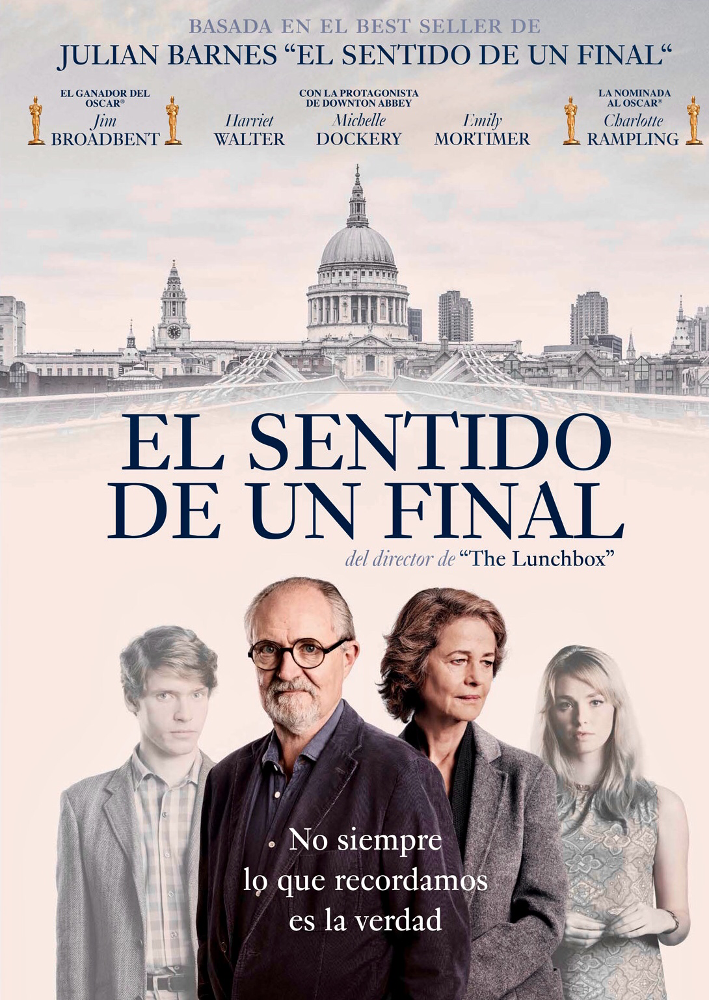 BASADA EN EL BEST SELLER DE
JULIAN BARNES “EL SENTIDO DE UN FINAL“
EL GANADOR DEL
OSCAR®
Jim
BROADBENT
Harriet
WALTER
CON LA PROTAGONISTA
DE DOWNTON ABBEY
Michelle
DOCKERY
Emily
MORTIMER
LA NOMINADA
AL OSCAR®
Charlotte
RAMPLING
EL SENTIDO
DE UN FINAL
del director de “The Lunchbox”
No siempre
lo que recordamos
es la verdad